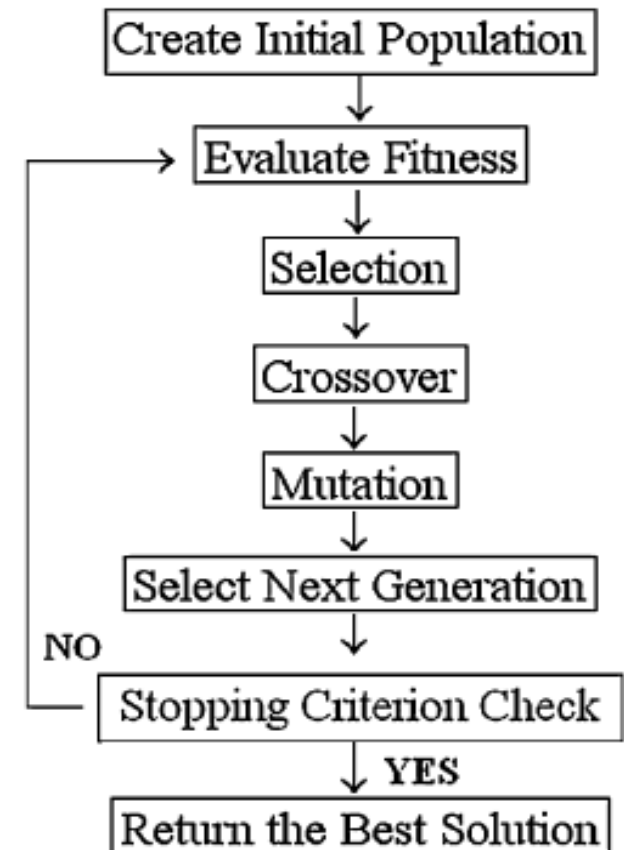 Create Initial Population
Evaluate Fitness
Selection
Crossover
Mutation
Select Next Generation
NO
Stopping Criterion Check
YES
Return the Best Solution